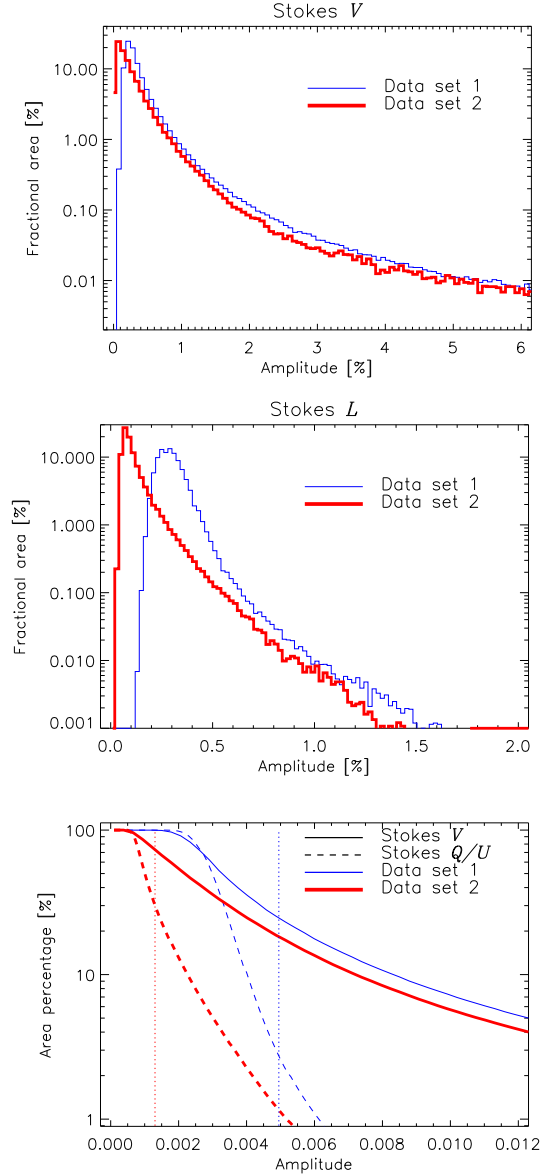 Stokes V
Fractional area [%]
10.00
1.00
0.10
0.01
Data set 1
Data set 2
0 1 2 3 4 5 6
Amplitude [%]
Stokes L
Fractional area [%]
10.000
1.000
0.100
0.010
0.001
Data set 1
Data set 2
0.0 0.5 1.0 1.5 2.0
Amplitude [%]
Area percentage [%]
100
10
1
Stokes V
Stokes Q/U
Data set 1
Data set 2
0.000 0.002 0.004 0.006 0.008 0.010 0.012
Amplitude